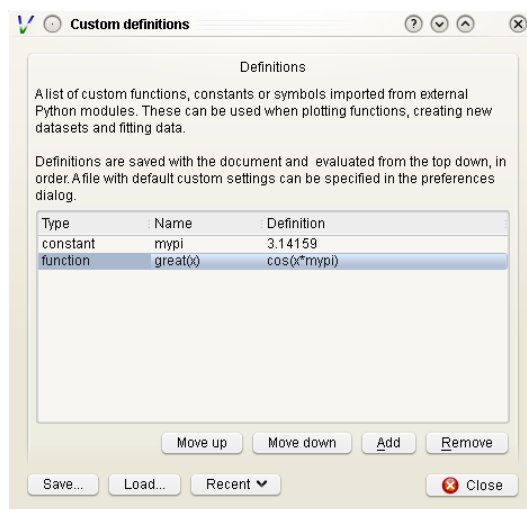 Custom definitions
Definitions
A list of custom functions, constants or symbols imported from external
Python modules. These can be used when plotting functions, creating new
datasets and fitting data.
Definitions are saved with the document and evaluated from the top down, in
order. A file with default custom settings can be specified in the preferences
dialog.
Type Name Definition
constant mypi 3.14159
function great(x) cos(x*mypi)
Move up Move down Add Remove
Save... Load... Recent Close